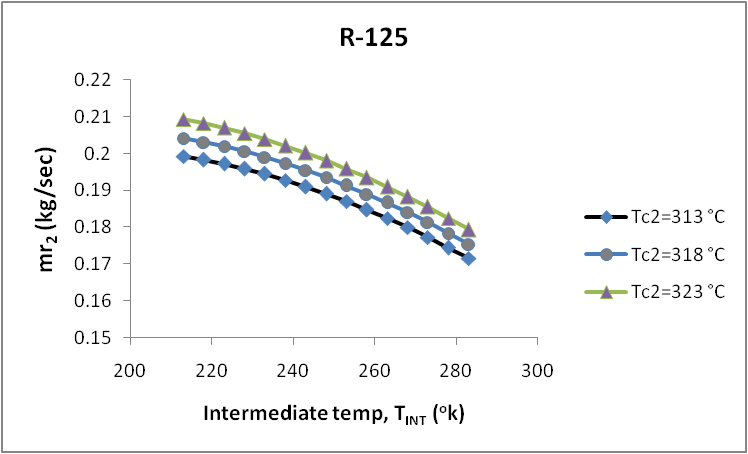 R-125
0.22
0.21
0.2
0.19
0.18
0.17
0.16
0.15
mr₂ (kg/sec)
200
220
240
260
280
300
Intermediate temp, T_INT (°k)
Tc2=313 °C
Tc2=318 °C
Tc2=323 °C